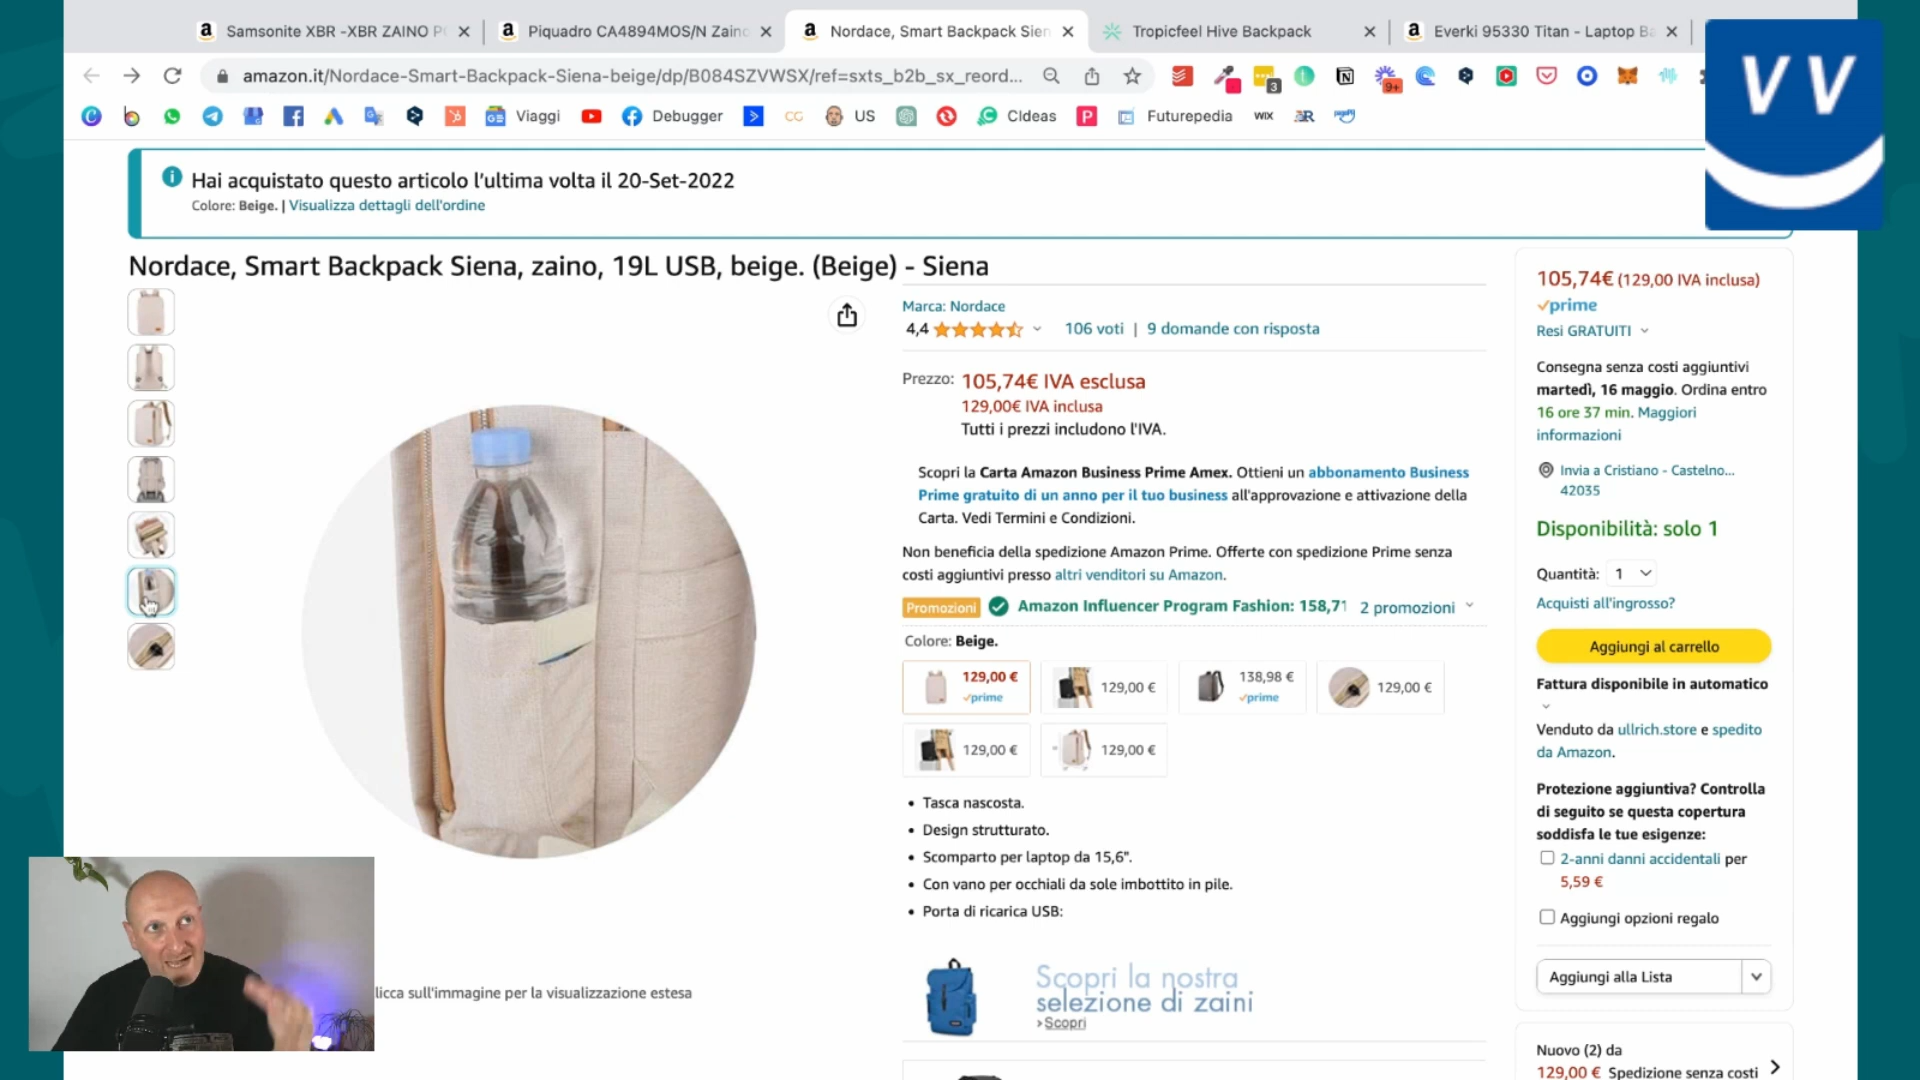 Samsonite XBR -XBR ZAINO P
Piquadro CA4894MOS/N Zaino
Nordace, Smart Backpack Sien
Tropicfeel Hive Backpack
Everki 95330 Titan - Laptop Ba
amazon.it/Nordace-Smart-Backpack-Siena-beige/dp/B084SZVWSX/ref=sxts_b2b_sx_reord...
3
9+
Viaggi
Debugger
CG
US
CIdeas
Futurepedia
WIX
VV
Hai acquistato questo articolo l'ultima volta il 20-Set-2022
Colore: Beige. | Visualizza dettagli dell'ordine
Nordace, Smart Backpack Siena, zaino, 19L USB, beige. (Beige) - Siena
Marca: Nordace
4,4
106 voti | 9 domande con risposta
Prezzo: 105,74€ IVA esclusa
129,00€ IVA inclusa
Tutti i prezzi includono l'IVA.
Scopri la Carta Amazon Business Prime Amex. Ottieni un abbonamento Business
Prime gratuito di un anno per il tuo business all'approvazione e attivazione della
Carta. Vedi Termini e Condizioni.
Non beneficia della spedizione Amazon Prime. Offerte con spedizione Prime senza
costi aggiuntivi presso altri venditori su Amazon.
Promozioni Amazon Influencer Program Fashion: 158,71 2 promozioni
Colore: Beige.
129,00 €
prime
129,00 €
138,98 €
prime
129,00 €
129,00 €
129,00 €
• Tasca nascosta.
• Design strutturato.
• Scomparto per laptop da 15,6".
• Con vano per occhiali da sole imbottito in pile.
• Porta di ricarica USB:
licca sull'immagine per la visualizzazione estesa
Scopri la nostra
selezione di zaini
›Scopri
105,74€ (129,00 IVA inclusa)
prime
Resi GRATUITI
Consegna senza costi aggiuntivi
martedì, 16 maggio. Ordina entro
16 ore 37 min. Maggiori
informazioni
Invia a Cristiano - Castelno...
42035
Disponibilità: solo 1
Quantità: 1
Acquisti all'ingrosso?
Aggiungi al carrello
Fattura disponibile in automatico
Venduto da ullrich.store e spedito
da Amazon.
Protezione aggiuntiva? Controlla
di seguito se questa copertura
soddisfa le tue esigenze:
2-anni danni accidentali per
5,59 €
Aggiungi opzioni regalo
Aggiungi alla Lista
Nuovo (2) da
129,00 € Spedizione senza costi